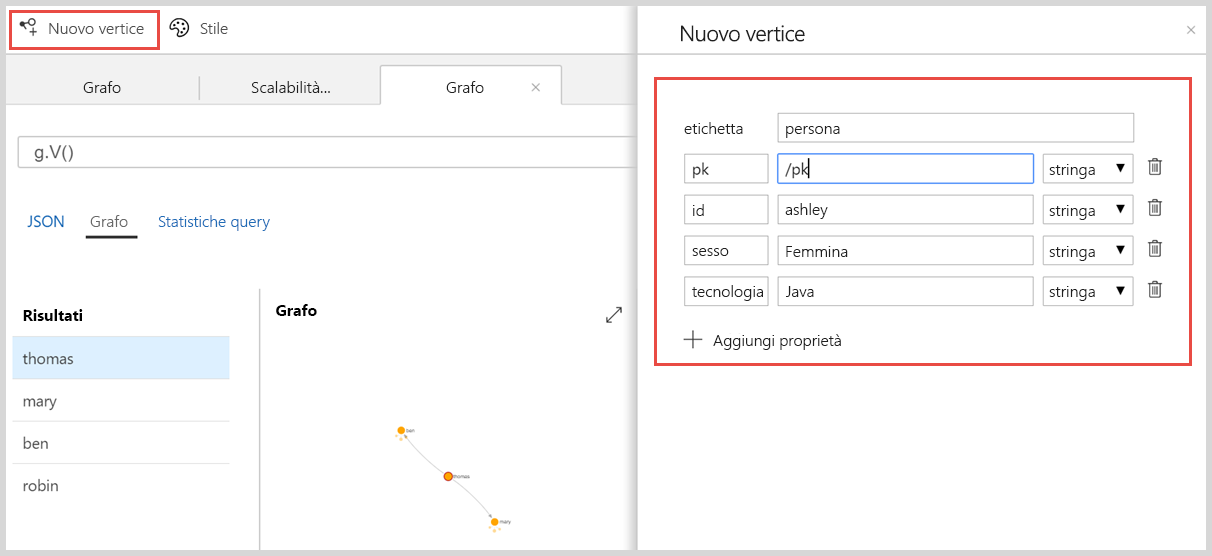 Nuovo vertice
Stile
Grafo
Scalabilità...
Grafo
g.V()
JSON
Grafo
Statistiche query
Risultati
thomas
mary
ben
robin
Grafo
ben
thomas
mary
Nuovo vertice
etichetta persona
pk /pk stringa
id ashley stringa
sesso Femmina stringa
tecnologia Java stringa
Aggiungi proprietà